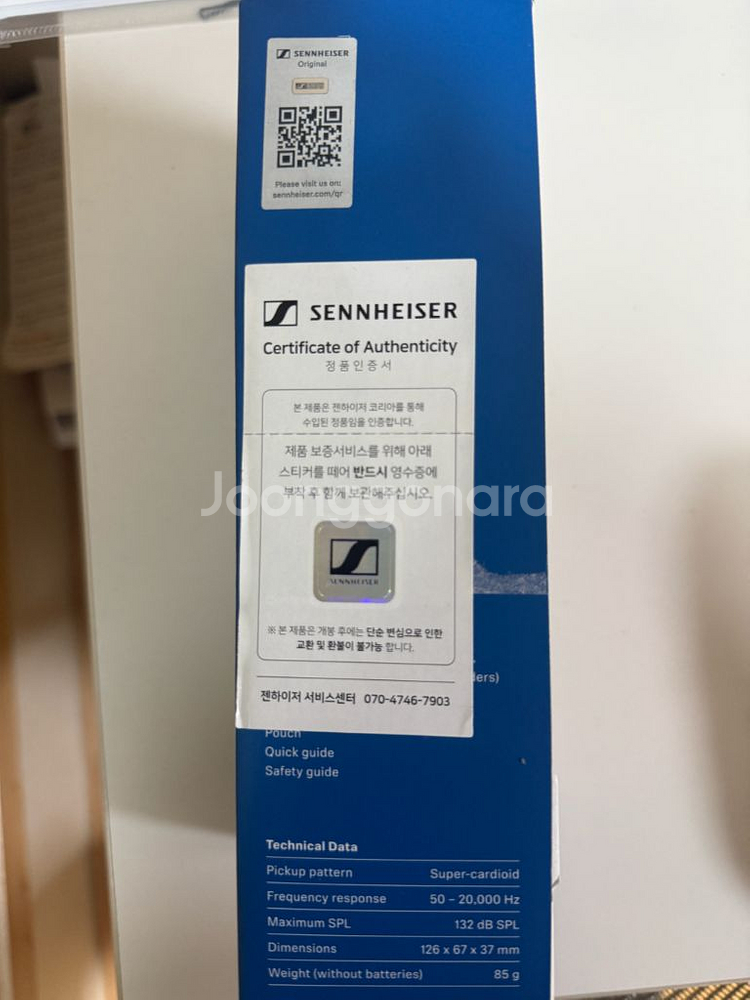 SENNHEISER
Original
Please visit us on:
sennheiser.com/qr
SENNHEISER
Certificate of Authenticity
정품인증서
본 제품은 젠하이저 코리아를 통해
수입된 정품임을 인증합니다.
제품 보증서비스를 위해 아래
스티커를 떼어 반드시 영수증에
부착 후 함께 보관해주십시오.
Joonggonara
SENNHEISER
※ 본 제품은 개봉 후에는 단순 변심으로 인한
교환 및 환불이 불가능 합니다.
젠하이저 서비스센터 070-4746-7903
ders)
Pouch
Quick guide
Safety guide
Technical Data
Pickup pattern Super-cardioid
Frequency response 50 – 20,000 Hz
Maximum SPL 132 dB SPL
Dimensions 126 x 67 x 37 mm
Weight (without batteries) 85 g